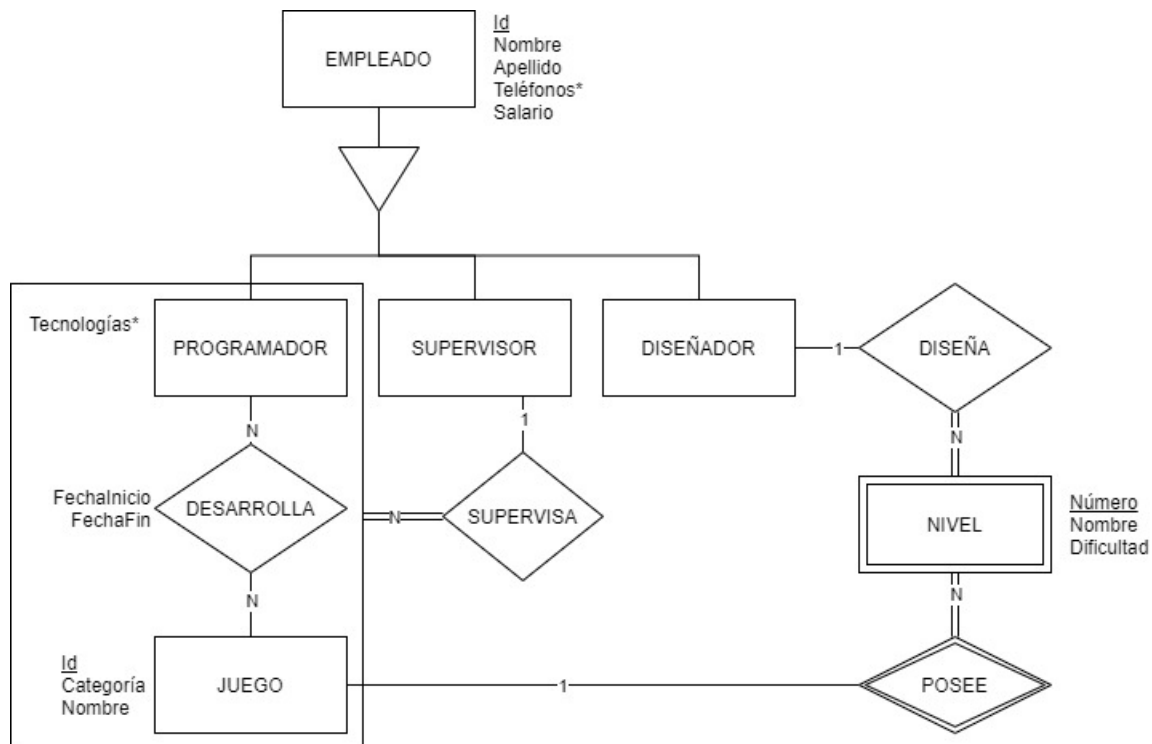 EMPLEADO
Id
Nombre
Apellido
Teléfonos*
Salario
Tecnologías*
PROGRAMADOR
SUPERVISOR
DISEÑADOR
1
DISEÑA
N
1
N
FechaInicio
FechaFin
DESARROLLA
N
SUPERVISA
NIVEL
Número
Nombre
Dificultad
N
N
Id
Categoría
Nombre
JUEGO
1
POSEE